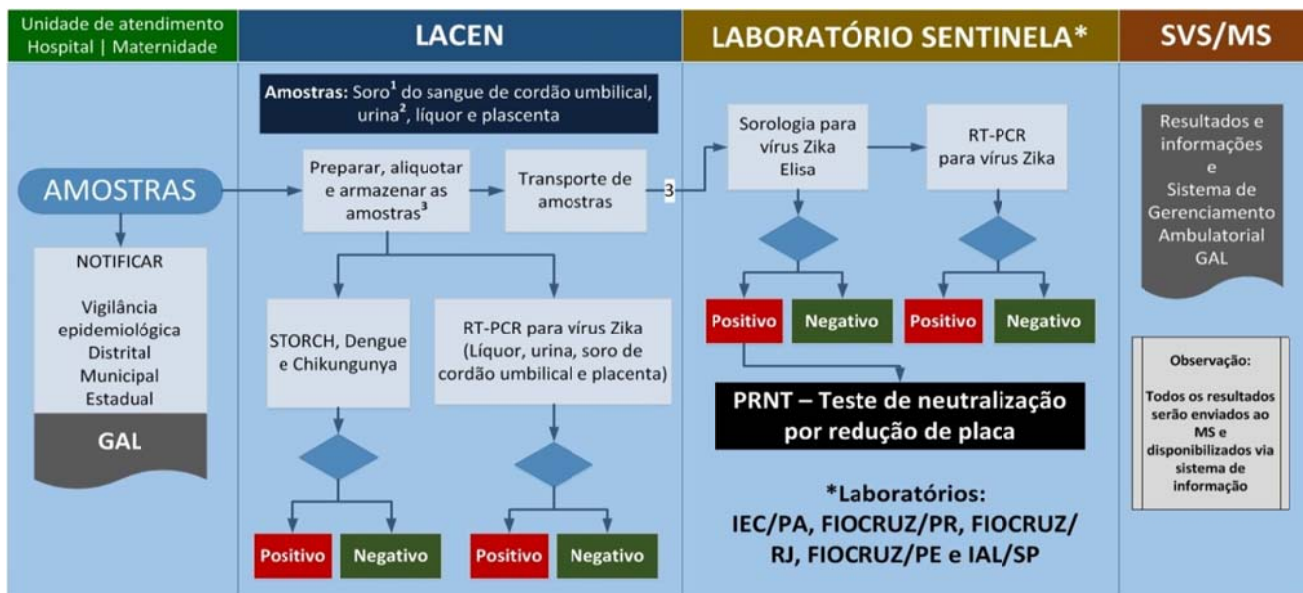 Unidade de atendimento
Hospital | Maternidade
LACEN
LABORATÓRIO SENTINELA*
SVS/MS
Amostras: Soro¹ do sangue de cordão umbilical,
urina², líquor e plascenta
AMOSTRAS
Preparar, aliquotar
e armazenar as
amostras³
Transporte de
amostras
3
Sorologia para
vírus Zika
Elisa
RT-PCR
para vírus Zika
Resultados e
informações
e
Sistema de
Gerenciamento
Ambulatorial
GAL
NOTIFICAR
Vigilância
epidemiológica
Distrital
Municipal
Estadual
GAL
STORCH, Dengue
e Chikungunya
RT-PCR para vírus Zika
(Líquor, urina, soro de
cordão umbilical e placenta)
Positivo
Negativo
Positivo
Negativo
Positivo
Negativo
Positivo
Negativo
PRNT – Teste de neutralização
por redução de placa
*Laboratórios:
IEC/PA, FIOCRUZ/PR, FIOCRUZ/
RJ, FIOCRUZ/PE e IAL/SP
Observação:
Todos os resultados
serão enviados ao
MS e
disponibilizados via
sistema de
informação